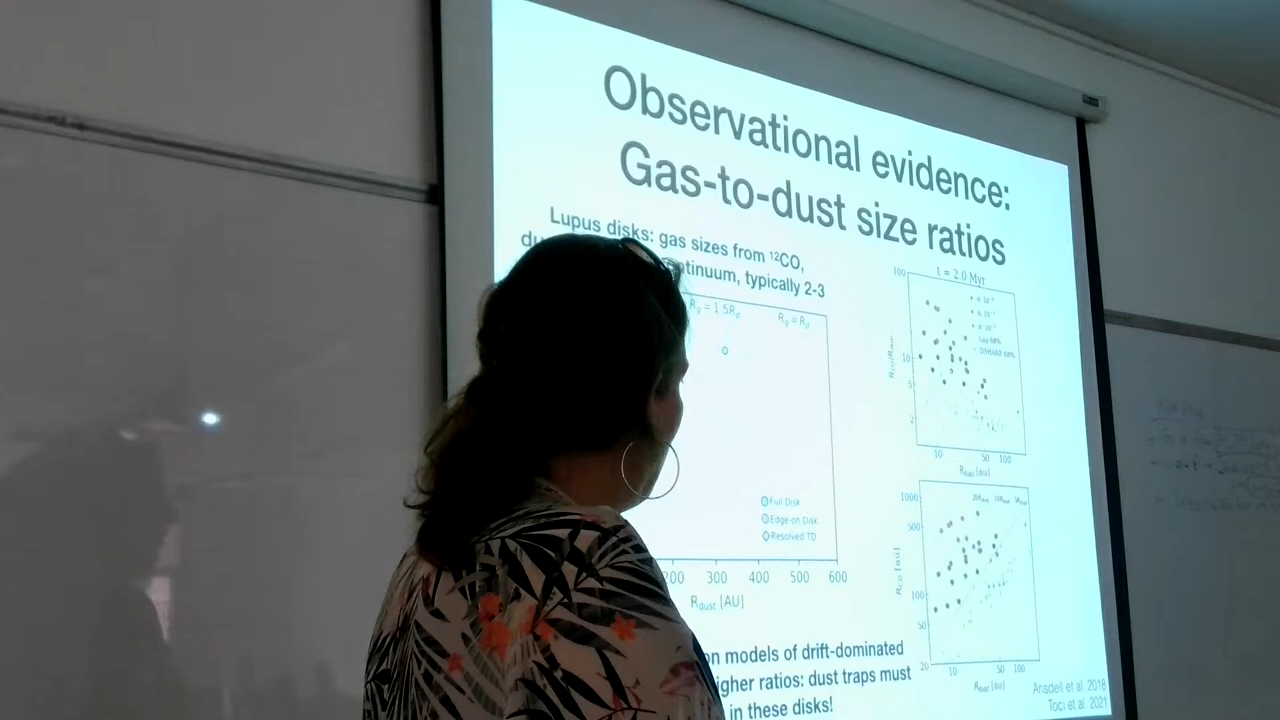 Observational evidence:
Gas-to-dust size ratios
Lupus disks: gas sizes from ¹²CO,
continuum, typically 2-3
R_g = 1.5R_d
R_g = R_d
Full Disk
Edge-on Disk
Resolved TD
200 300 400 500 600
R_dust [AU]
on models of drift-dominated
higher ratios: dust traps must
in these disks!
t = 2.0 Myr
100
10
5
2
10 50 100
R_dust [au]
1000
500
100
50
20
R_CO [au]
10 50 100
R_dust [au]
Ansdell et al. 2018
Toci et al. 2021